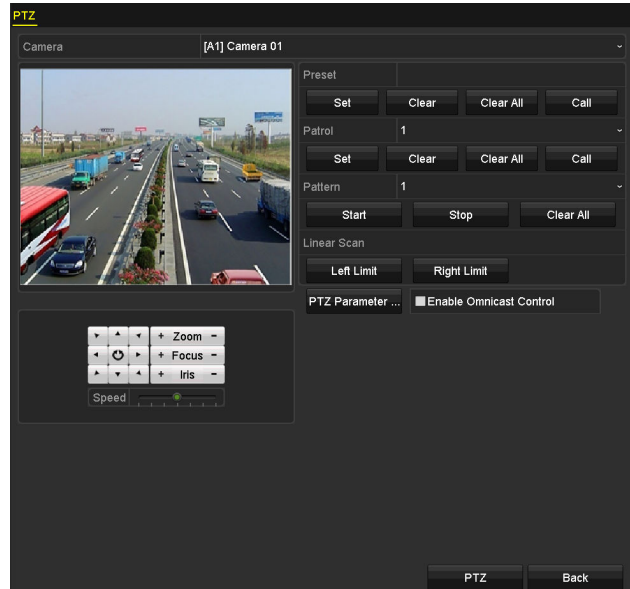 PTZ
Camera [A1] Camera 01
Preset
Set Clear Clear All Call
Patrol 1
Set Clear Clear All Call
Pattern 1
Start Stop Clear All
Linear Scan
Left Limit Right Limit
PTZ Parameter ... Enable Omnicast Control
+ Zoom -
+ Focus -
+ Iris -
Speed
PTZ Back